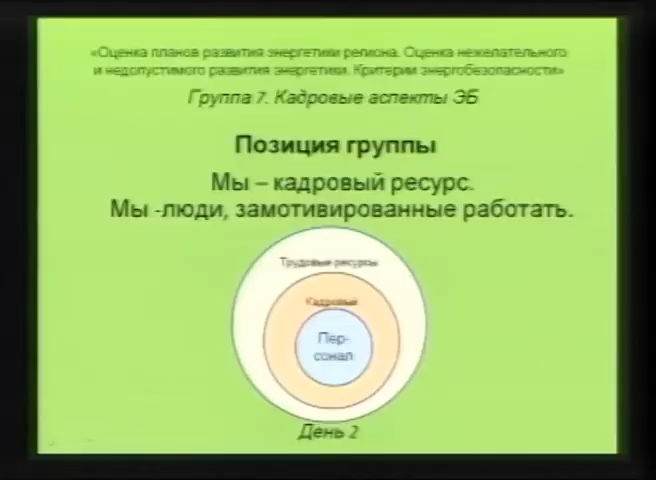 «Оценка планов развития энергетики региона. Оценка нежелательного
и недопустимого развития энергетики. Критерии энергобезопасности»
Группа 7. Кадровые аспекты ЭБ
Позиция группы
Мы – кадровый ресурс.
Мы -люди, замотивированные работать.
Трудовые ресурсы
Кадровый
Пер-
сонал
День 2